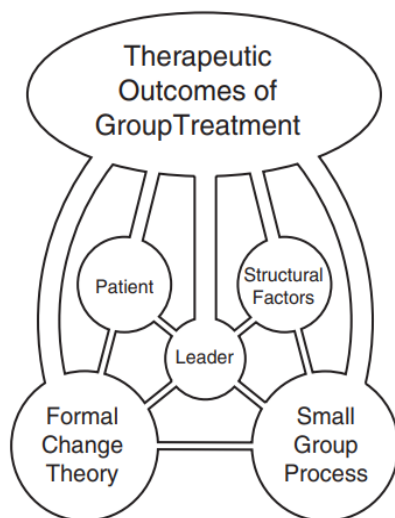 Therapeutic
Outcomes of
GroupTreatment
Patient
Structural
Factors
Leader
Formal
Change
Theory
Small
Group
Process